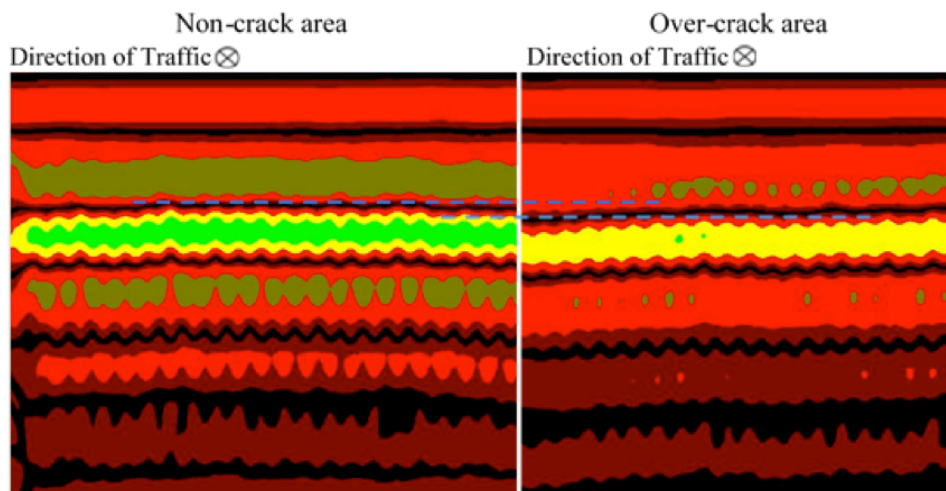 Non-crack area
Direction of Traffic ⊗
Over-crack area
Direction of Traffic ⊗